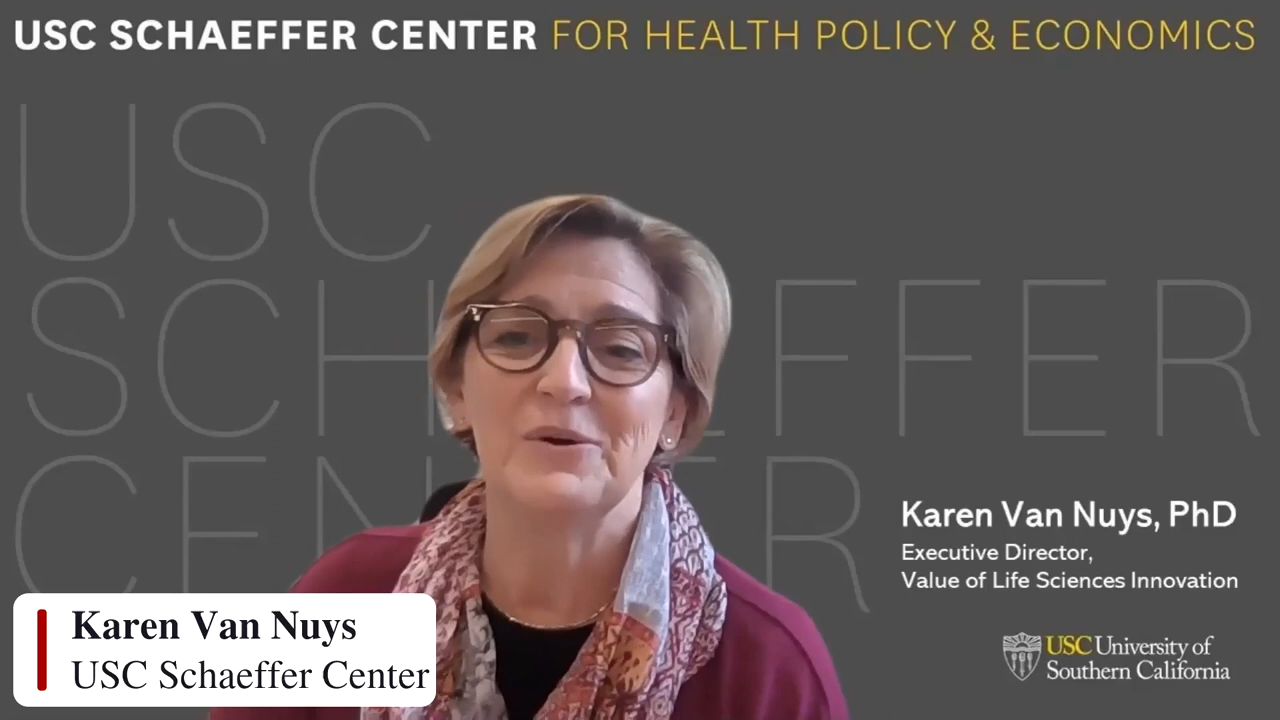 USC SCHAEFFER CENTER FOR HEALTH POLICY & ECONOMICS
USC
SCHAEFFER
CENTER
Karen Van Nuys, PhD
Executive Director,
Value of Life Sciences Innovation
Karen Van Nuys
USC Schaeffer Center
USC University of
Southern California